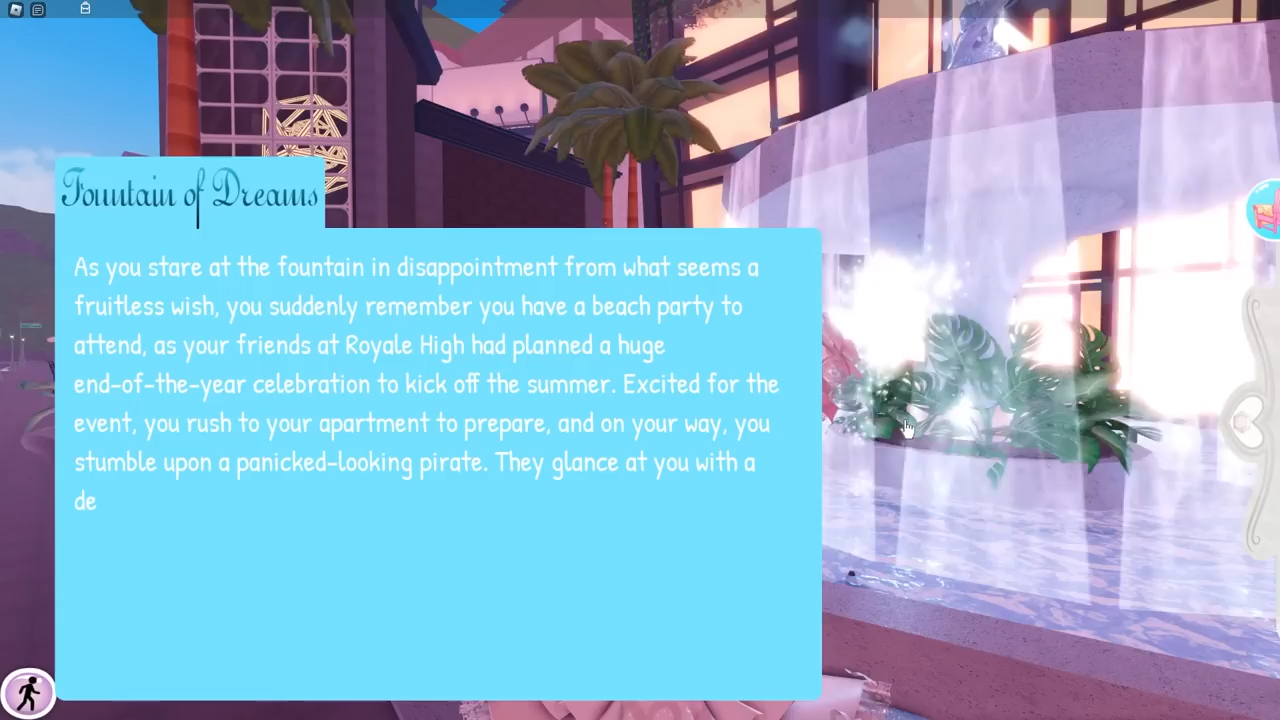 Fountain of Dreams
As you stare at the fountain in disappointment from what seems a
fruitless wish, you suddenly remember you have a beach party to
attend, as your friends at Royale High had planned a huge
end-of-the-year celebration to kick off the summer. Excited for the
event, you rush to your apartment to prepare, and on your way, you
stumble upon a panicked-looking pirate. They glance at you with a
de